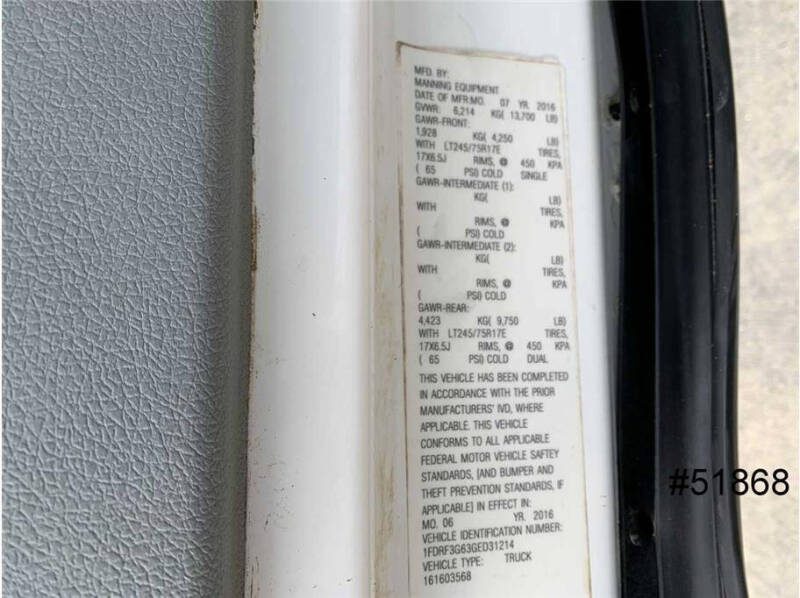 MFD. BY:
MANNING EQUIPMENT
DATE OF MFR.MO. 07 YR. 2016
GVWR: 6,214 KG( 13,700 LB)
GAWR-FRONT:
1,928 KG( 4,250 LB)
WITH LT245/75R17E TIRES,
17X6.5J RIMS, @ 450 KPA
( 65 PSI) COLD SINGLE
GAWR-INTERMEDIATE (1):
KG( LB)
WITH TIRES,
RIMS, @ KPA
( PSI) COLD
GAWR-INTERMEDIATE (2):
KG( LB)
WITH TIRES,
RIMS, @ KPA
( PSI) COLD
GAWR-REAR:
4,423 KG( 9,750 LB)
WITH LT245/75R17E TIRES,
17X6.5J RIMS, @ 450 KPA
( 65 PSI) COLD DUAL
THIS VEHICLE HAS BEEN COMPLETED
IN ACCORDANCE WITH THE PRIOR
MANUFACTURERS' IVD, WHERE
APPLICABLE. THIS VEHICLE
CONFORMS TO ALL APPLICABLE
FEDERAL MOTOR VEHICLE SAFTEY
STANDARDS, [AND BUMPER AND
THEFT PREVENTION STANDARDS, IF
APPLICABLE] IN EFFECT IN:
MO. 06 YR. 2016
VEHICLE IDENTIFICATION NUMBER:
1FDRF3G63GED31214
VEHICLE TYPE: TRUCK
161603568
#51868